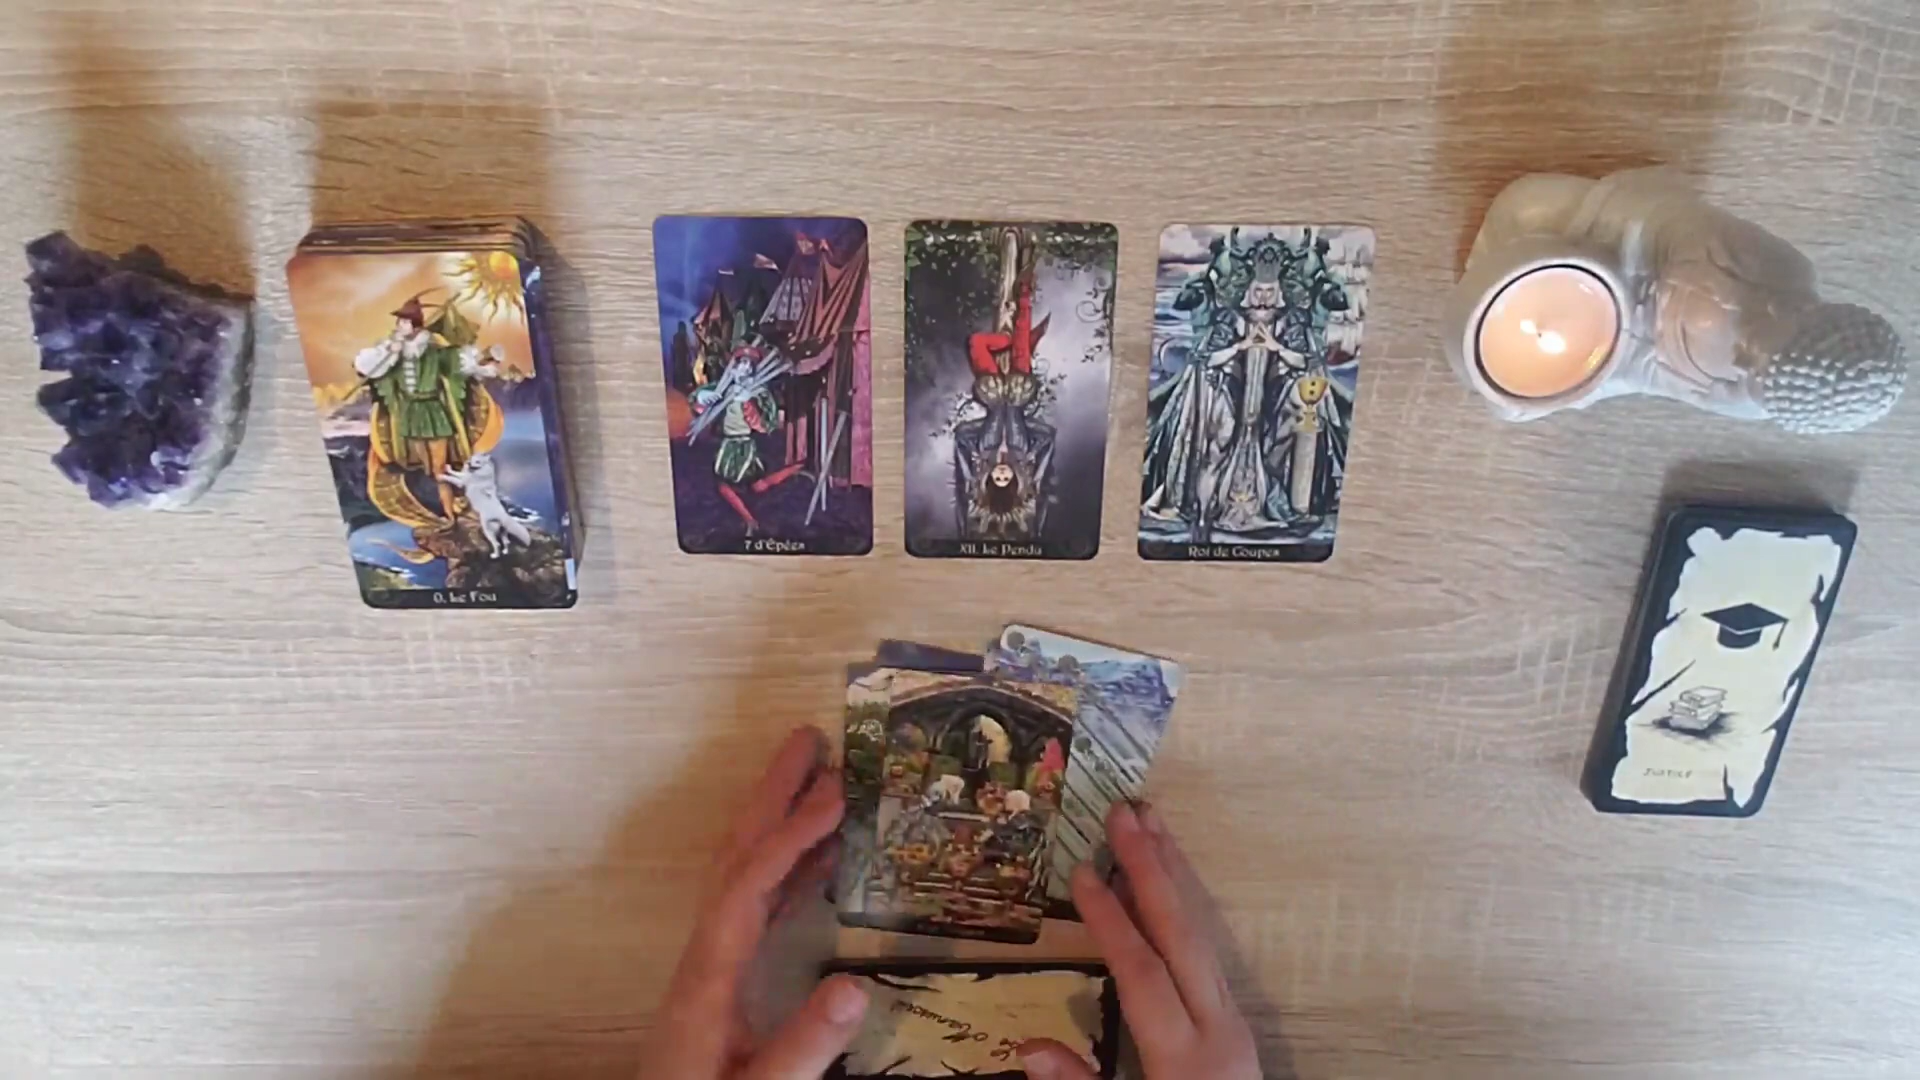 0. Le Fou
7 d'Épées
XII. Le Pendu
Roi de Coupes
JUSTICE